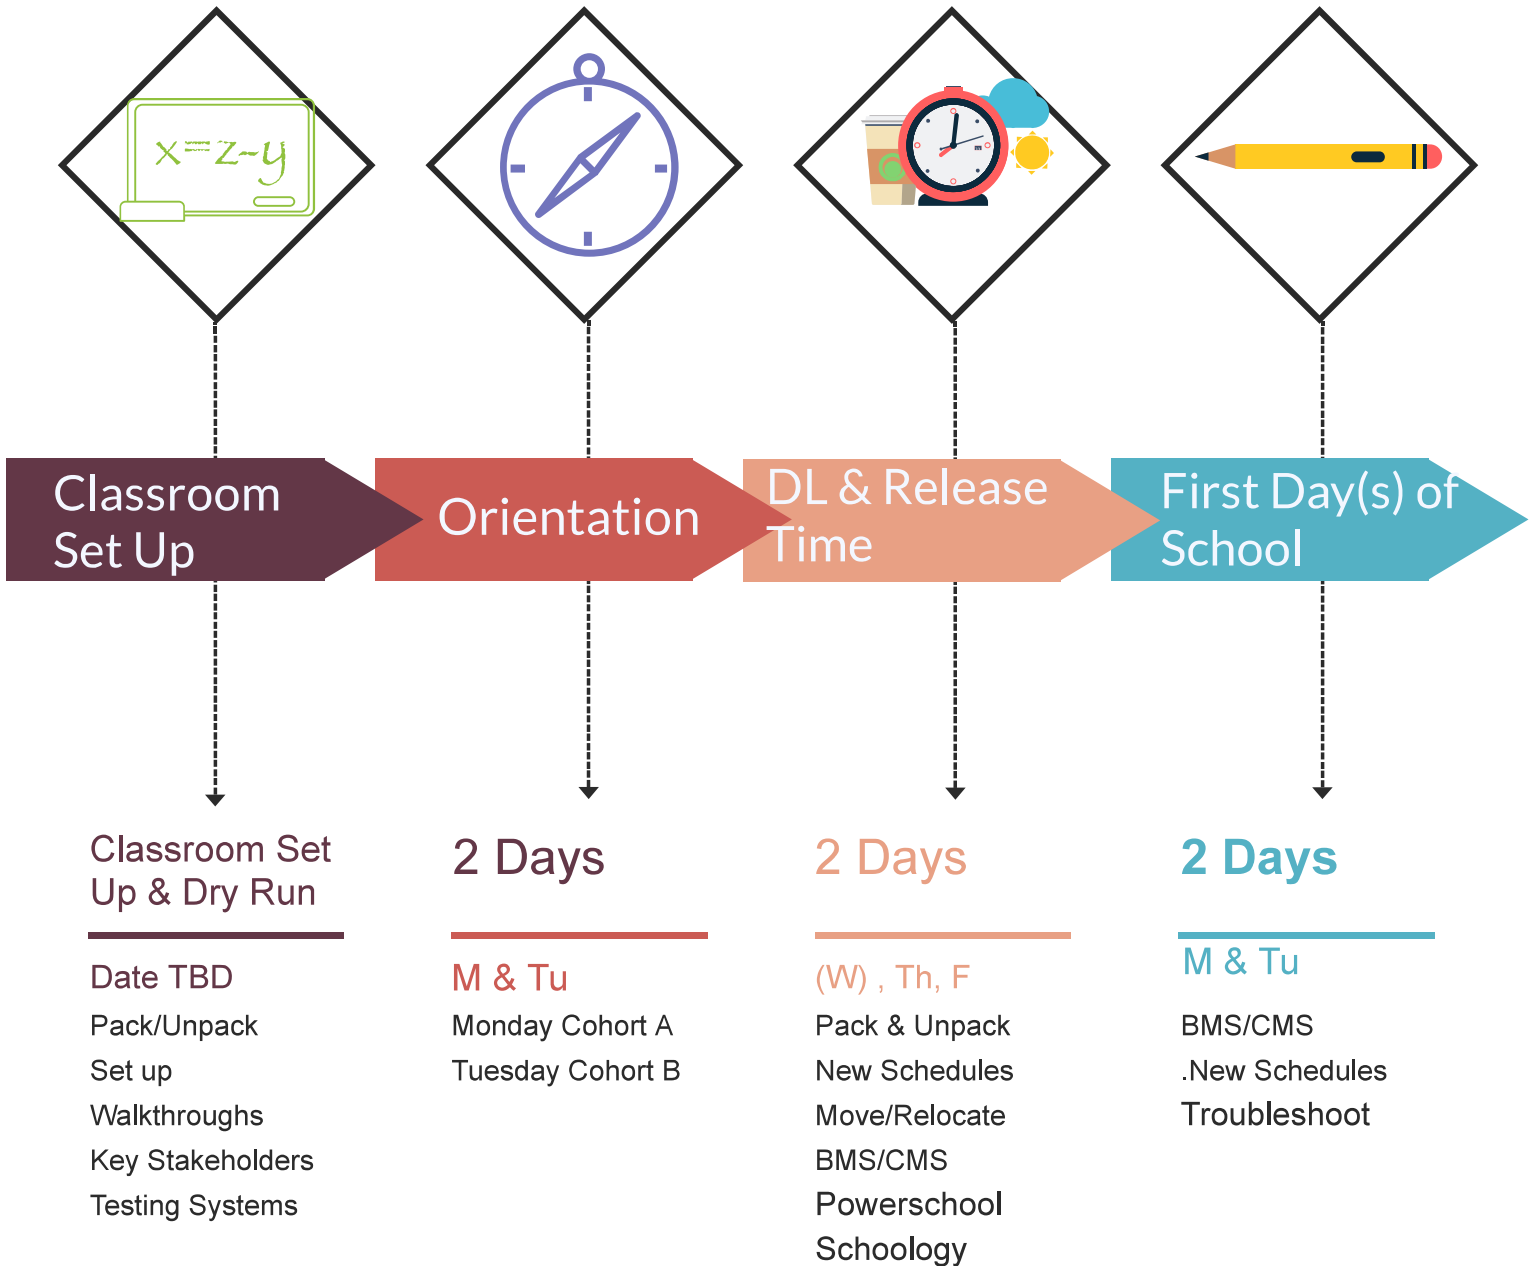 x=z-y
Classroom
Set Up
Orientation
DL & Release
Time
First Day(s) of
School
Classroom Set
Up & Dry Run
Date TBD
Pack/Unpack
Set up
Walkthroughs
Key Stakeholders
Testing Systems
2 Days
M & Tu
Monday Cohort A
Tuesday Cohort B
2 Days
(W) , Th, F
Pack & Unpack
New Schedules
Move/Relocate
BMS/CMS
Powerschool
Schoology
2 Days
M & Tu
BMS/CMS
.New Schedules
Troubleshoot